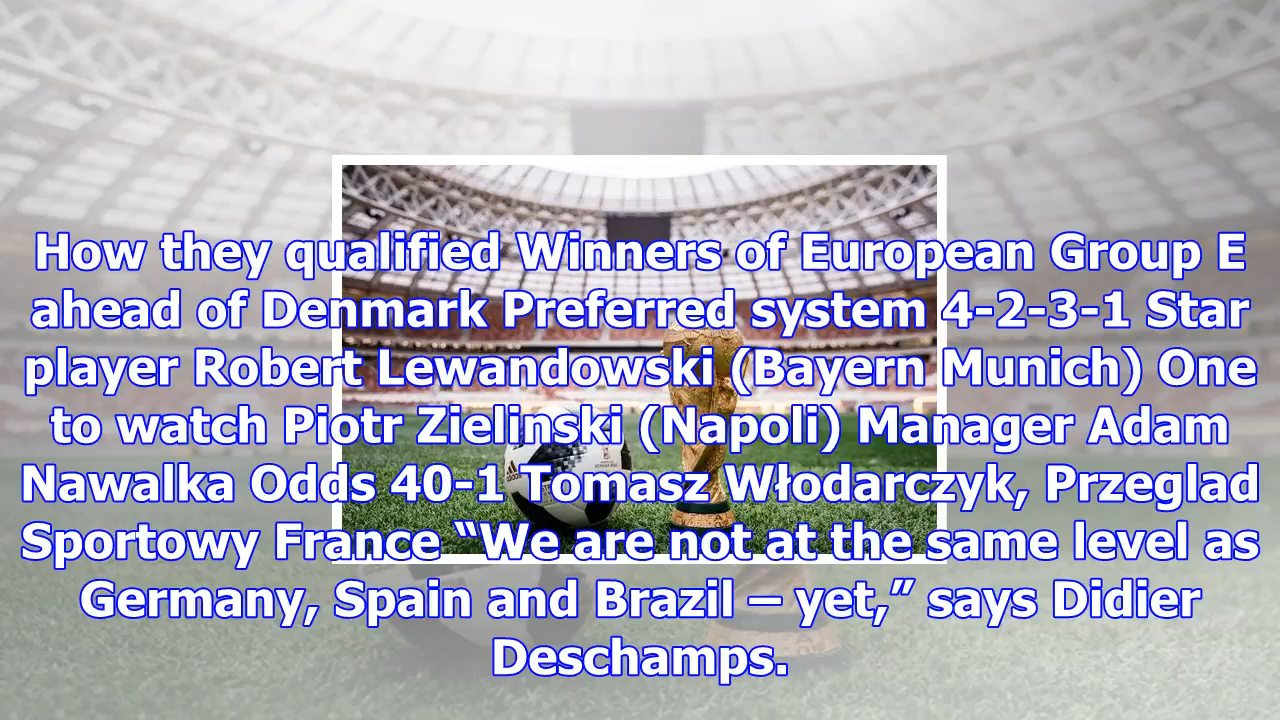 How they qualified Winners of European Group E
ahead of Denmark Preferred system 4-2-3-1 Star
player Robert Lewandowski (Bayern Munich) One
to watch Piotr Zielinski (Napoli) Manager Adam
Nawalka Odds 40-1 Tomasz Włodarczyk, Przeglad
Sportowy France “We are not at the same level as
Germany, Spain and Brazil – yet,” says Didier
Deschamps.